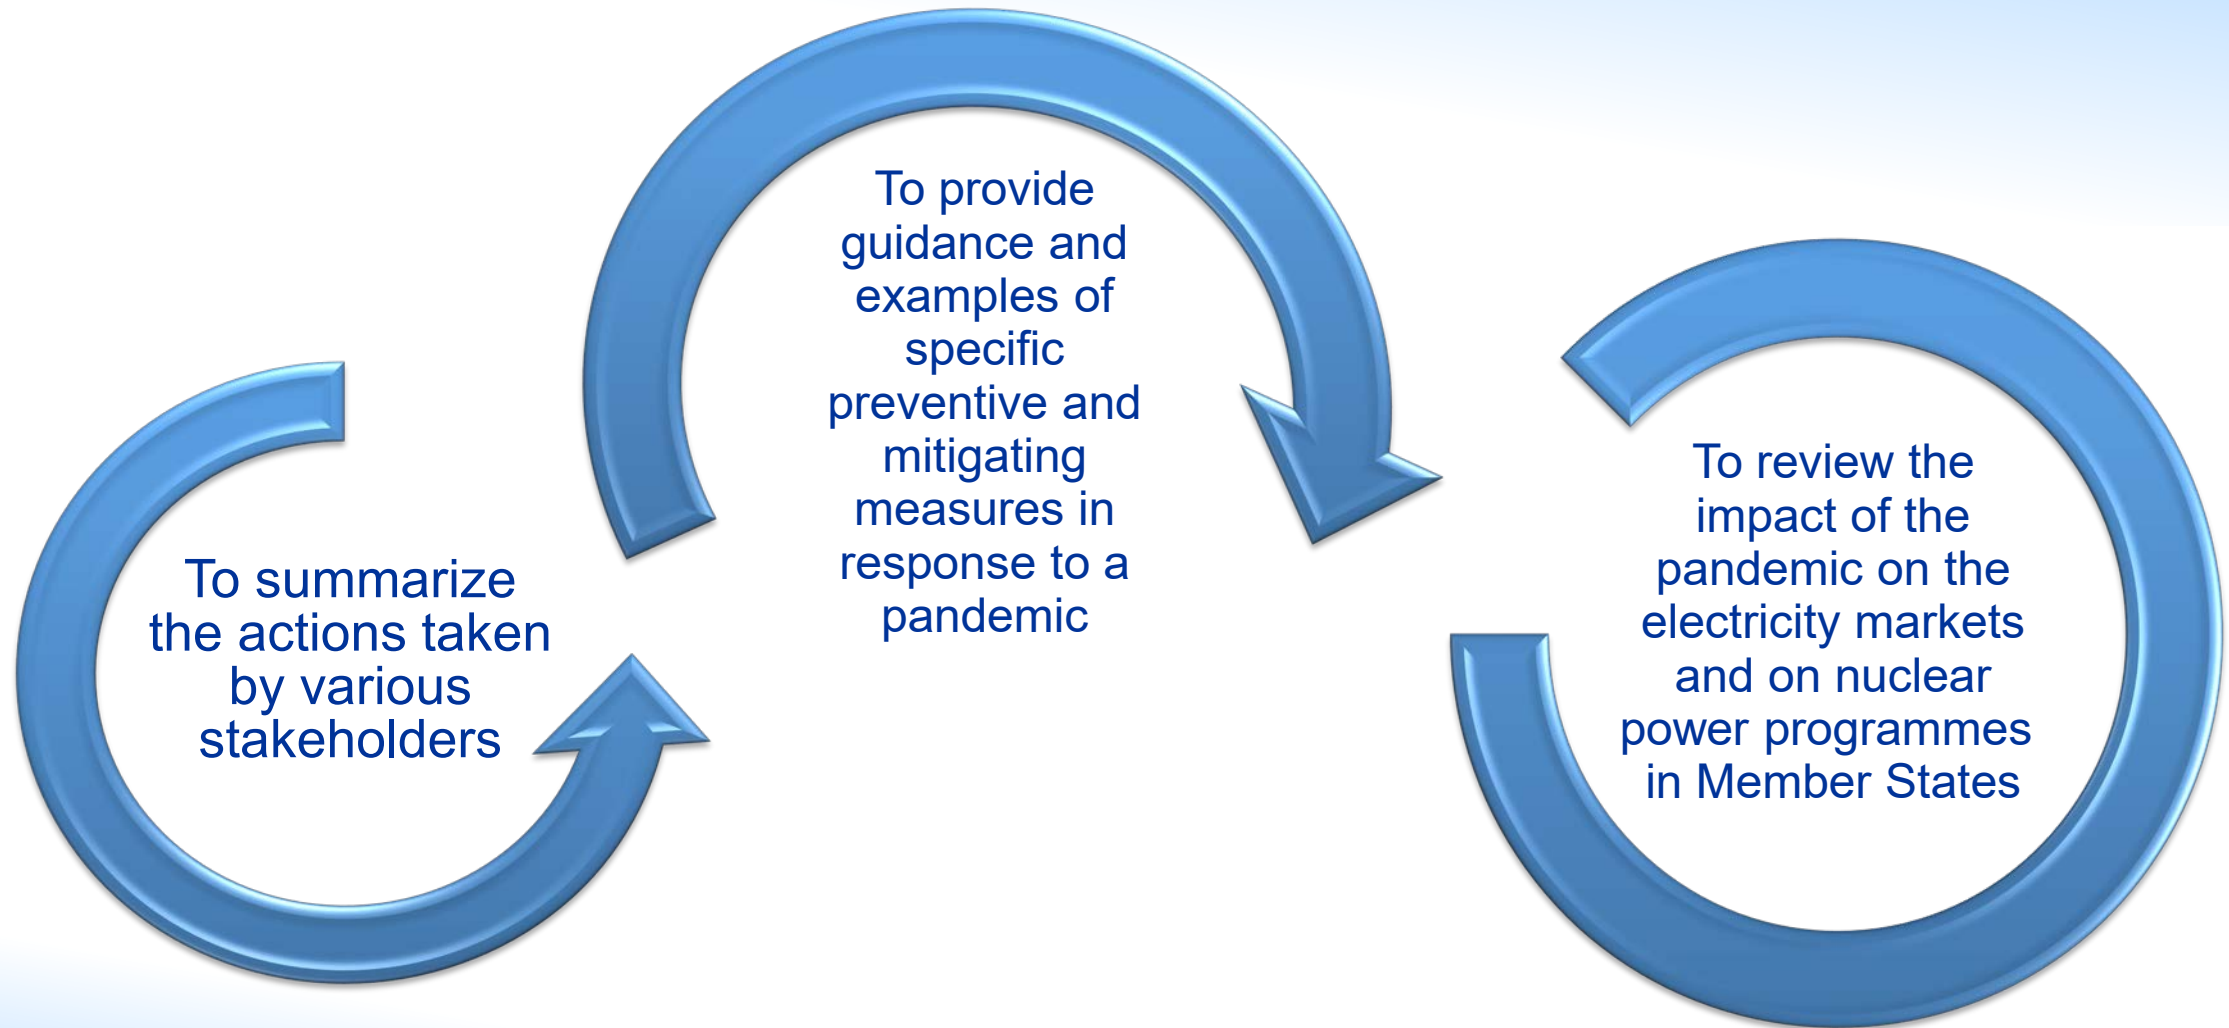 To summarize
the actions taken
by various
stakeholders
To provide
guidance and
examples of
specific
preventive and
mitigating
measures in
response to a
pandemic
To review the
impact of the
pandemic on the
electricity markets
and on nuclear
power programmes
in Member States